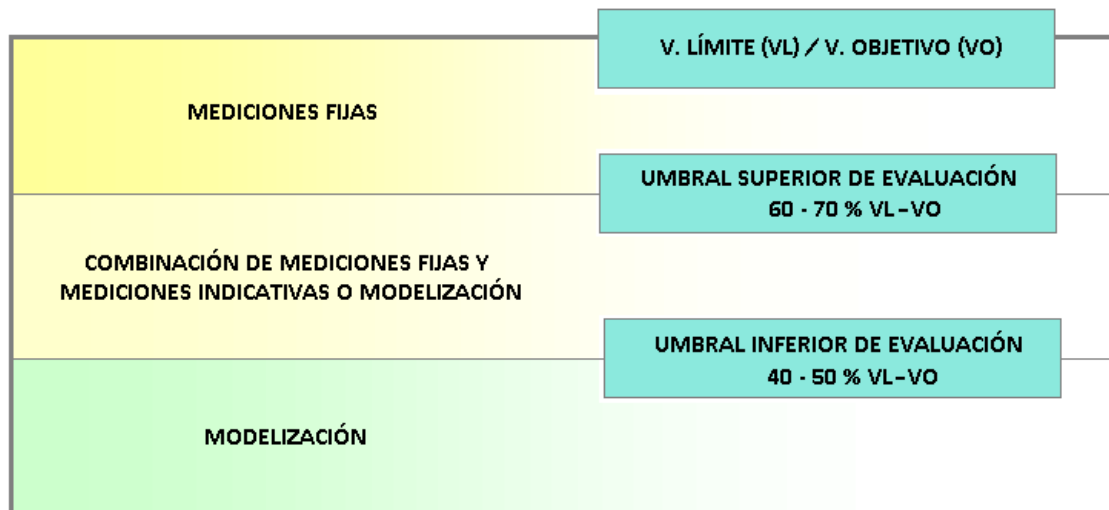 V. LÍMITE (VL) / V. OBJETIVO (VO)
MEDICIONES FIJAS
UMBRAL SUPERIOR DE EVALUACIÓN
60 - 70 % VL-VO
COMBINACIÓN DE MEDICIONES FIJAS Y
MEDICIONES INDICATIVAS O MODELIZACIÓN
UMBRAL INFERIOR DE EVALUACIÓN
40 - 50 % VL-VO
MODELIZACIÓN